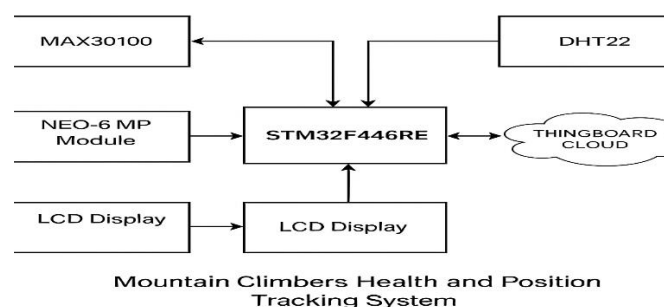 MAX30100
DHT22
NEO-6 MP
Module
STM32F446RE
THINGBOARD
CLOUD
LCD Display
LCD Display
Mountain Climbers Health and Position
Tracking System